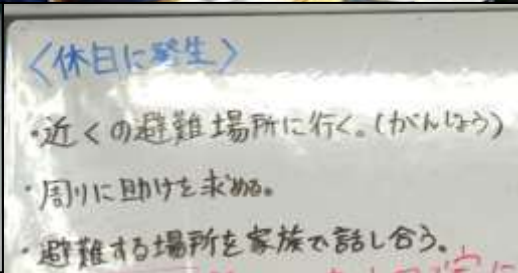 〈休日に発生〉
・近くの避難場所に行く。(がんじょう)
・周りに助けを求める。
・避難する場所を家族で話し合う。